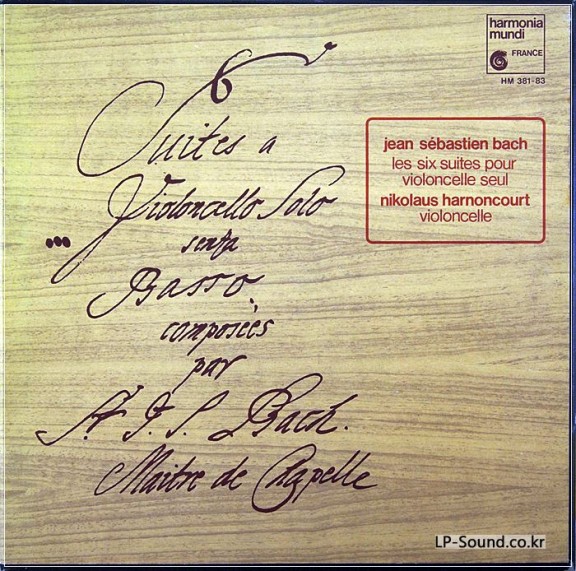 harmonia
mundi
FRANCE
HM 381-83
jean sébastien bach
les six suites pour
violoncelle seul
nikolaus harnoncourt
violoncelle
6
Suites a
Violoncello Solo
senza
Basso
composées
par
S. J. S. Bach.
Maitre de Capelle
LP-Sound.co.kr